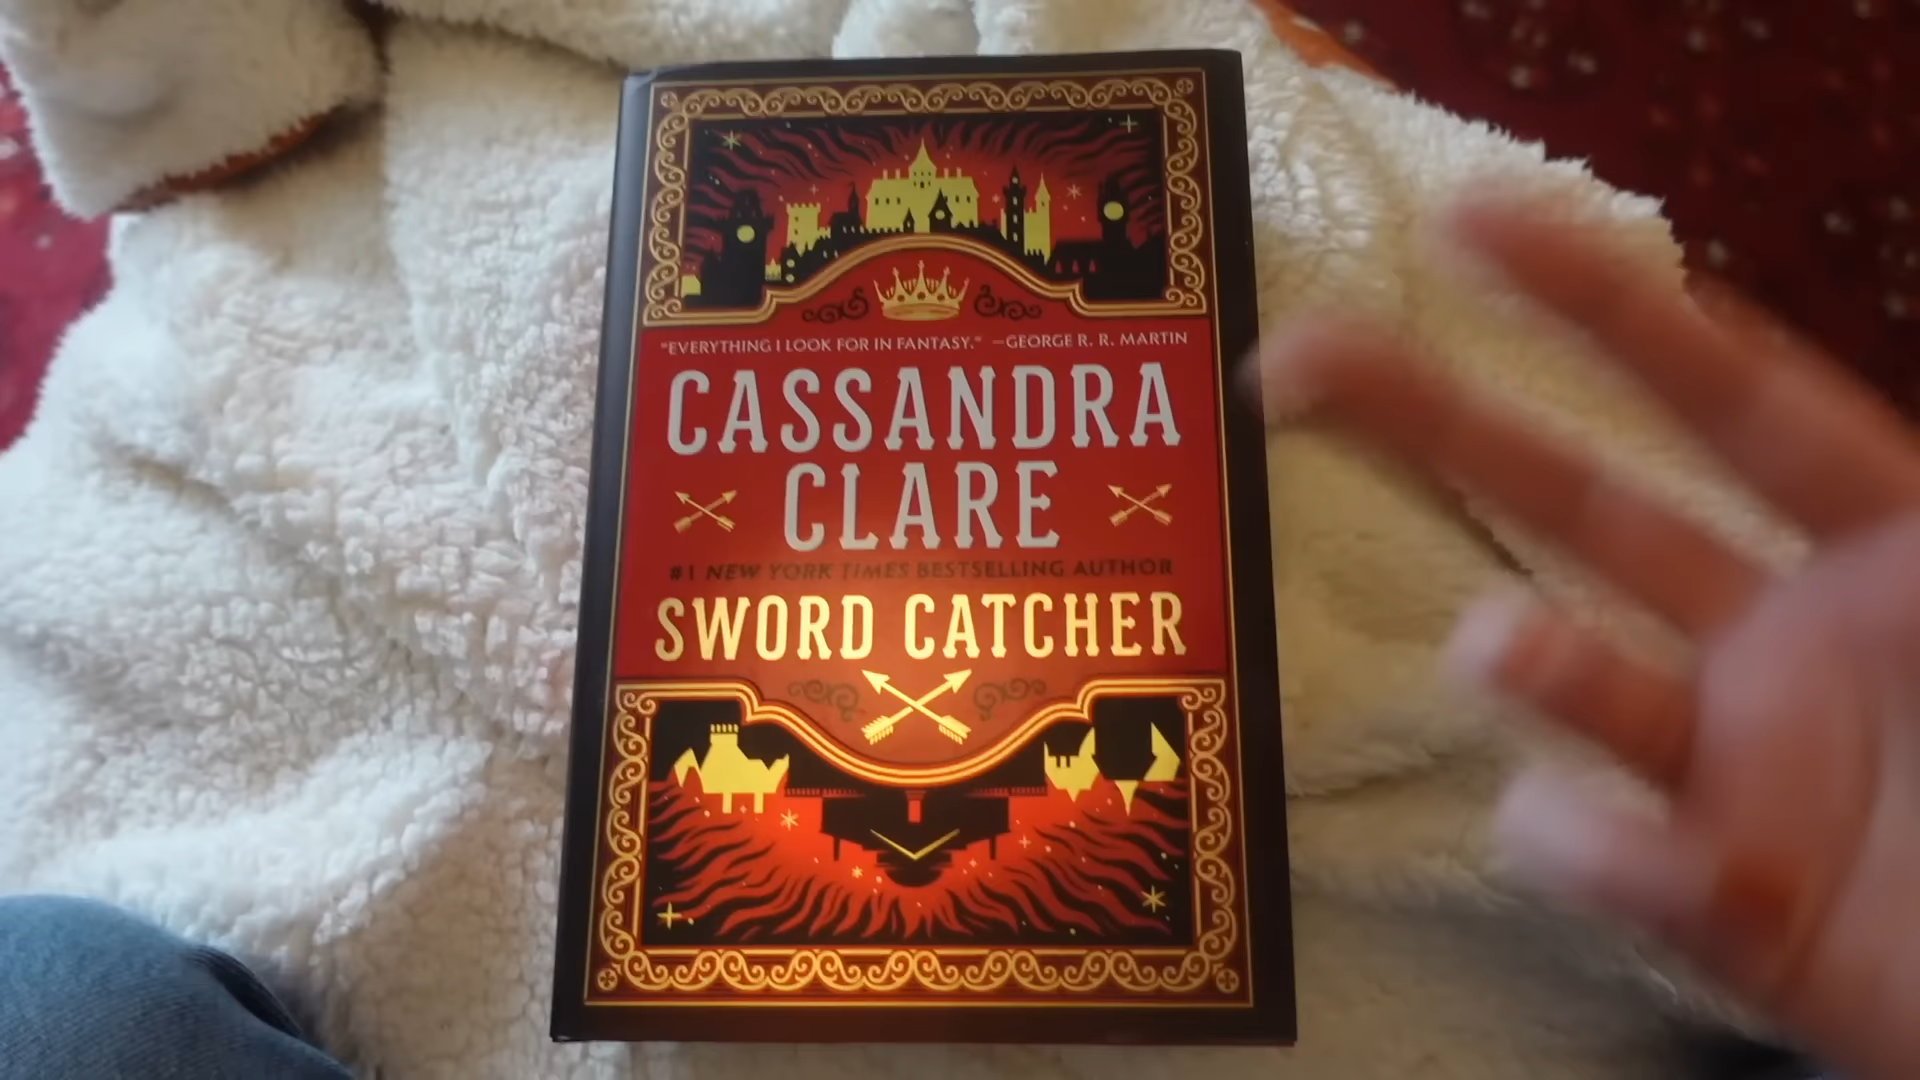 "EVERYTHING I LOOK FOR IN FANTASY." —GEORGE R. R. MARTIN
CASSANDRA
CLARE
#1 NEW YORK TIMES BESTSELLING AUTHOR
SWORD CATCHER